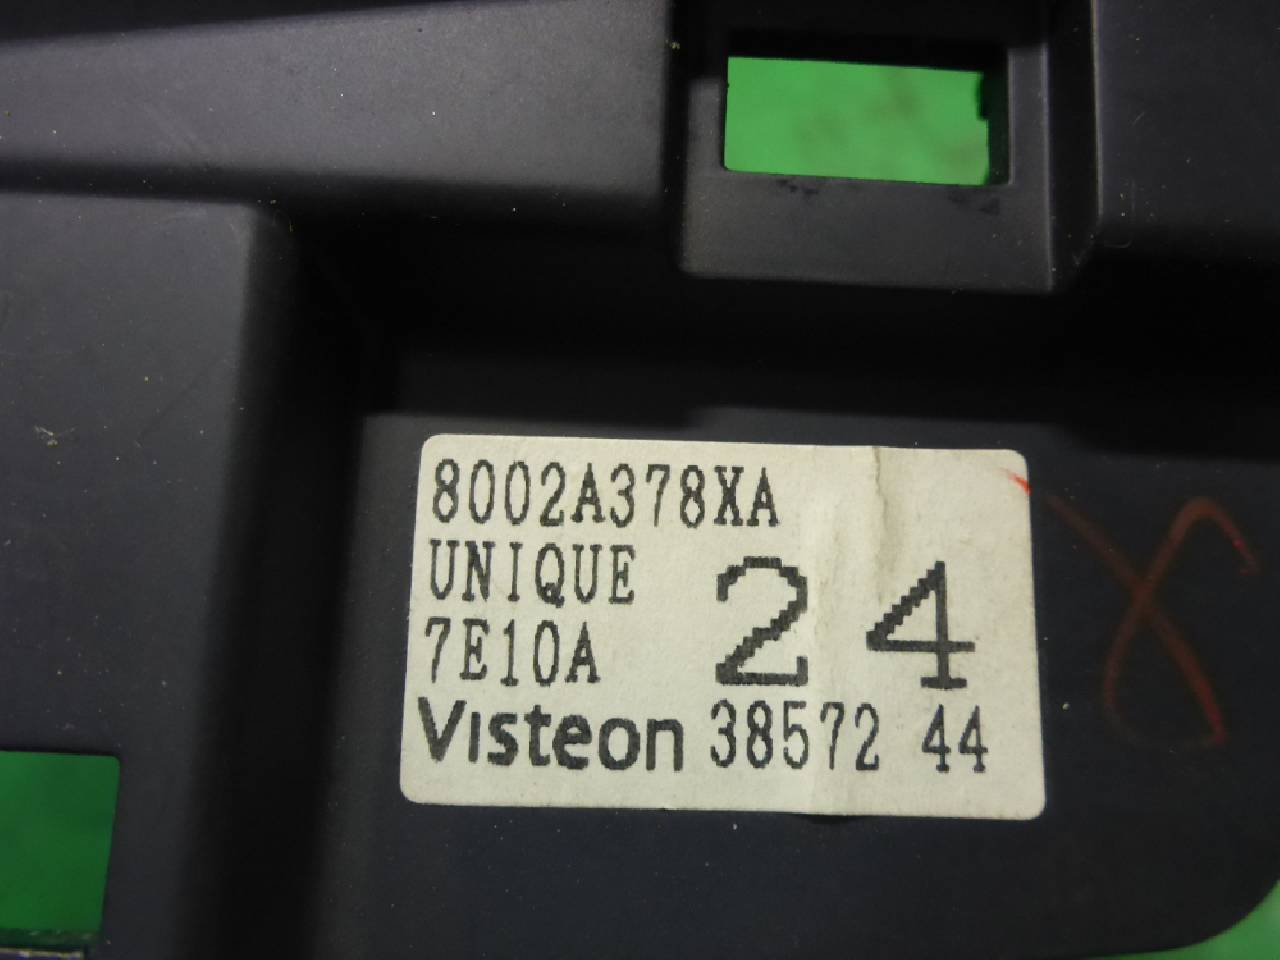 8002A378XA
UNIQUE
7E10A
24
Visteon 38572 44